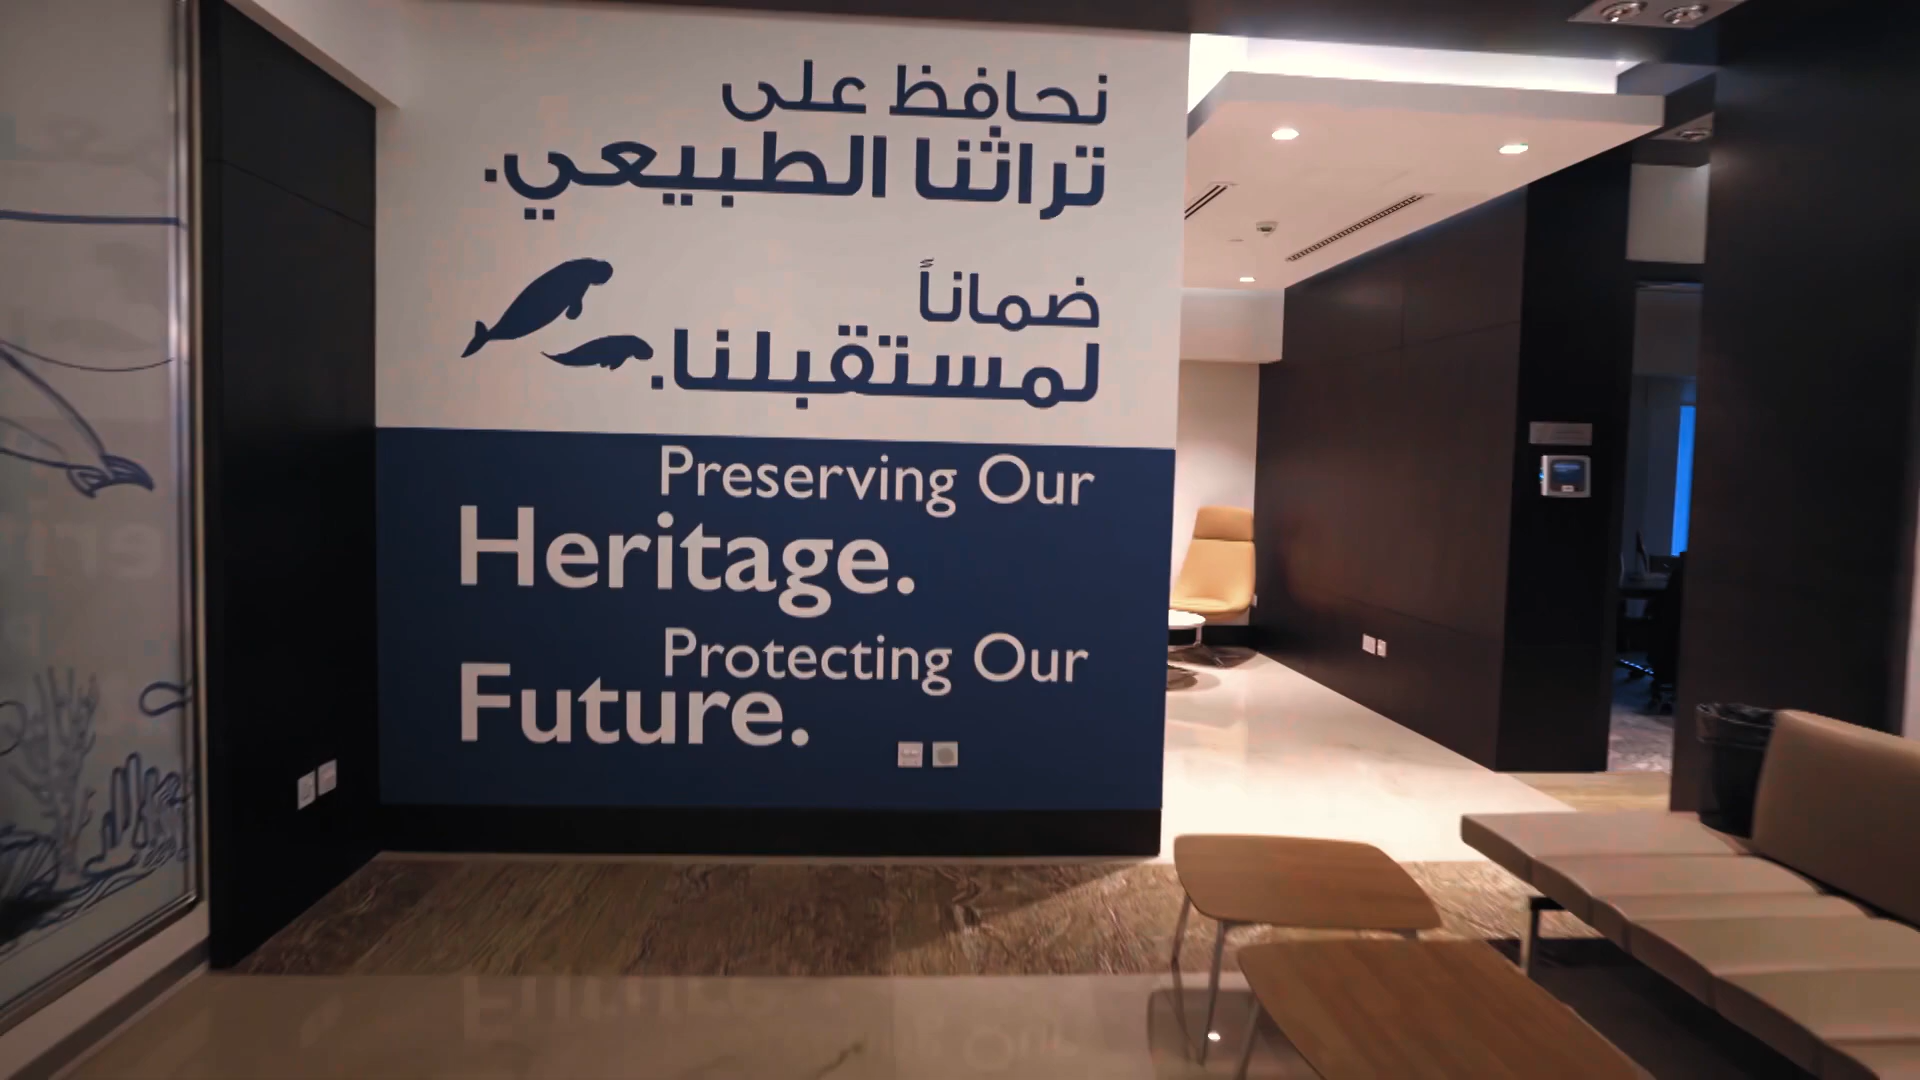 نحافظ على
تراثنا الطبيعي.
ضماناً
لمستقبلنا.
Preserving Our
Heritage.
Protecting Our
Future.